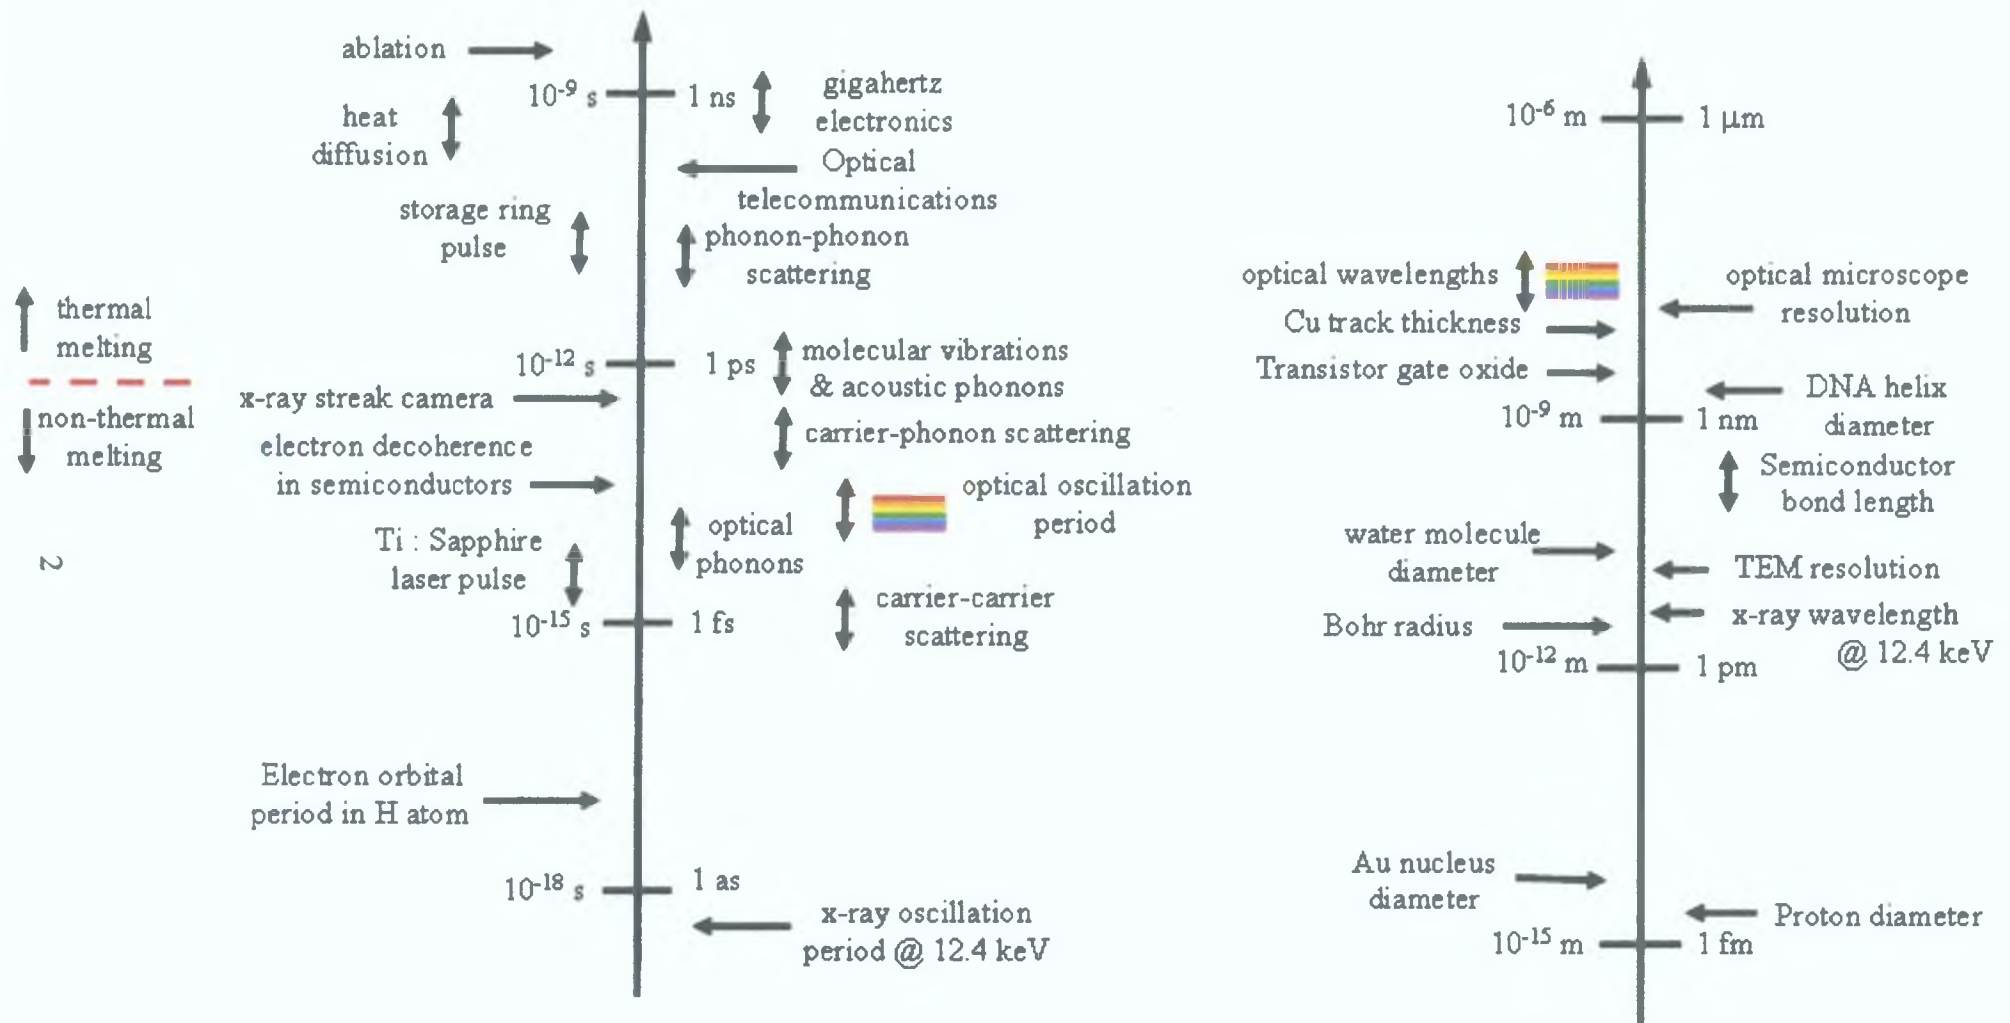 ablation
10-9 s
1 ns
gigahertz
electronics
heat
diffusion
Optical
telecommunications
storage ring
pulse
phonon-phonon
scattering
thermal
melting
non-thermal
melting
10-12 s
1 ps
molecular vibrations
& acoustic phonons
x-ray streak camera
carrier-phonon scattering
electron decoherence
in semiconductors
optical oscillation
period
optical
phonons
Ti : Sapphire
laser pulse
2
10-15 s
1 fs
carrier-carrier
scattering
Electron orbital
period in H atom
10-18 s
1 as
x-ray oscillation
period @ 12.4 keV
10-6 m
1 μm
optical wavelengths
optical microscope
resolution
Cu track thickness
Transistor gate oxide
DNA helix
diameter
10-9 m
1 nm
Semiconductor
bond length
water molecule
diameter
TEM resolution
x-ray wavelength
@ 12.4 keV
Bohr radius
10-12 m
1 pm
Au nucleus
diameter
Proton diameter
10-15 m
1 fm